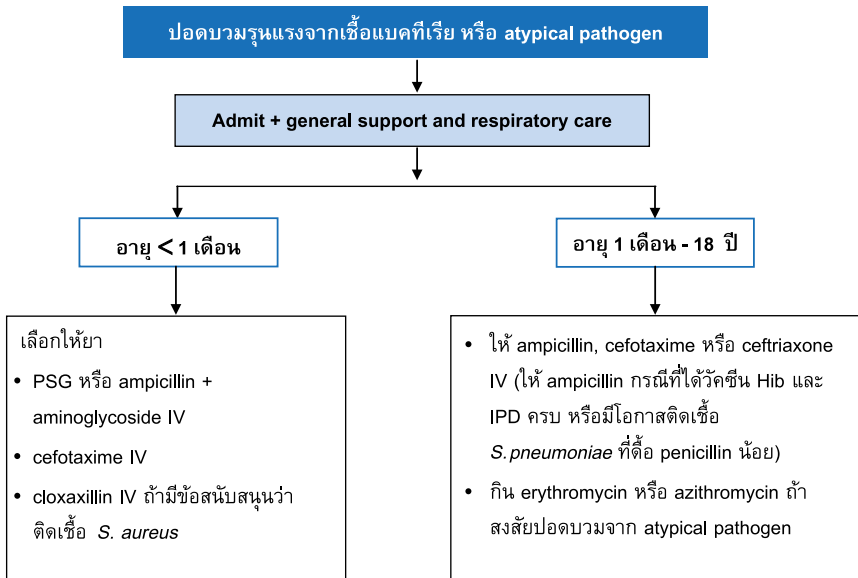 ปอดบวมรุนแรงจากเชื้อแบคทีเรีย หรือ atypical pathogen
Admit + general support and respiratory care
อายุ < 1 เดือน
อายุ 1 เดือน - 18 ปี
เลือกให้ยา
• PSG หรือ ampicillin +
aminoglycoside IV
• cefotaxime IV
• cloxaxillin IV ถ้ามีข้อสนับสนุนว่า
ติดเชื้อ S. aureus
• ให้ ampicillin, cefotaxime หรือ ceftriaxone
IV (ให้ ampicillin กรณีที่ได้วัคซีน Hib และ
IPD ครบ หรือมีโอกาสติดเชื้อ
S.pneumoniae ที่ดื้อ penicillin น้อย)
• กิน erythromycin หรือ azithromycin ถ้า
สงสัยปอดบวมจาก atypical pathogen